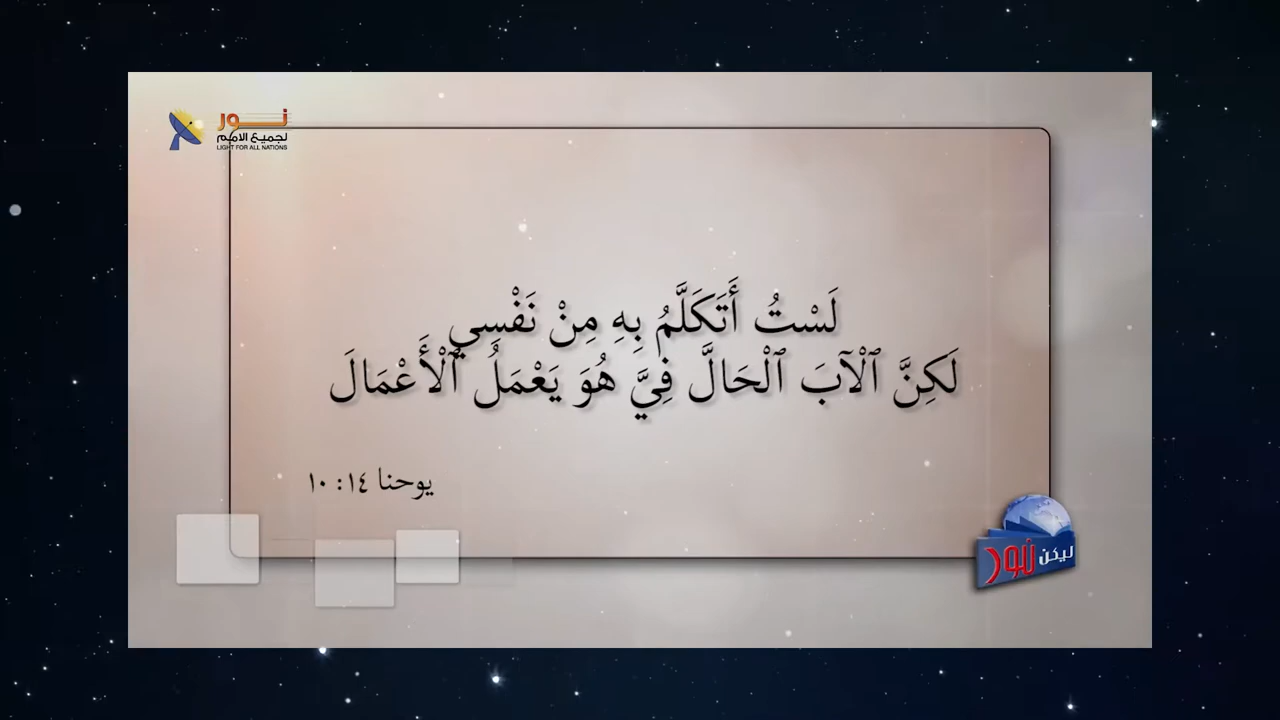 نور
لجميع الامم
LIGHT FOR ALL NATIONS
لَسْتُ أَتَكَلَّمُ بِهِ مِنْ نَفْسِي
لَكِنَّ ٱلْآبَ ٱلْحَالَّ فِيَّ هُوَ يَعْمَلُ ٱلْأَعْمَالَ
يوحنا ١٤: ١٠
ليكن نور